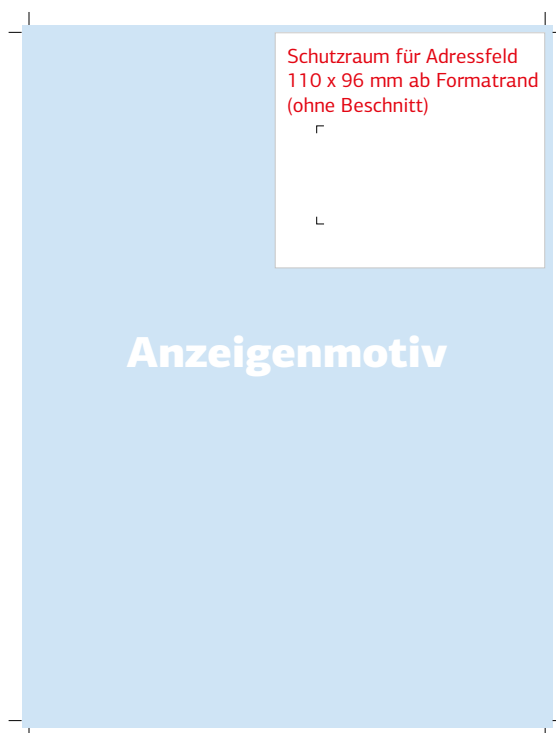 Schutzraum für Adressfeld
110 x 96 mm ab Formatrand
(ohne Beschnitt)
Anzeigenmotiv